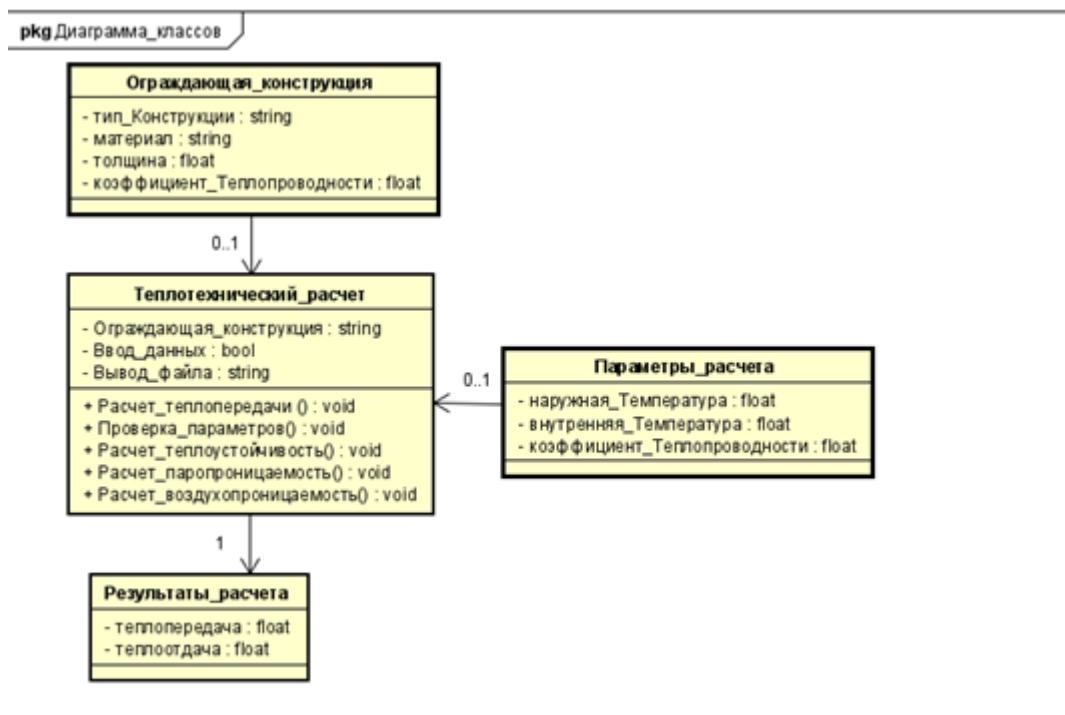 pkg Диаграмма_классов
Ограждающая_конструкция
- тип_Конструкции : string
- материал : string
- толщина : float
- коэффициент_Теплопроводности : float
0..1
Теплотехнический_расчет
- Ограждающая_конструкция : string
- Ввод_данных : bool
- Вывод_файла : string
+ Расчет_теплопередачи () : void
+ Проверка_параметров() : void
+ Расчет_теплоустойчивость() : void
+ Расчет_паропроницаемость() : void
+ Расчет_воздухопроницаемость() : void
0..1
Параметры_расчета
- наружная_Температура : float
- внутренняя_Температура : float
- коэффициент_Теплопроводности : float
1
Результаты_расчета
- теплопередача : float
- теплоотдача : float